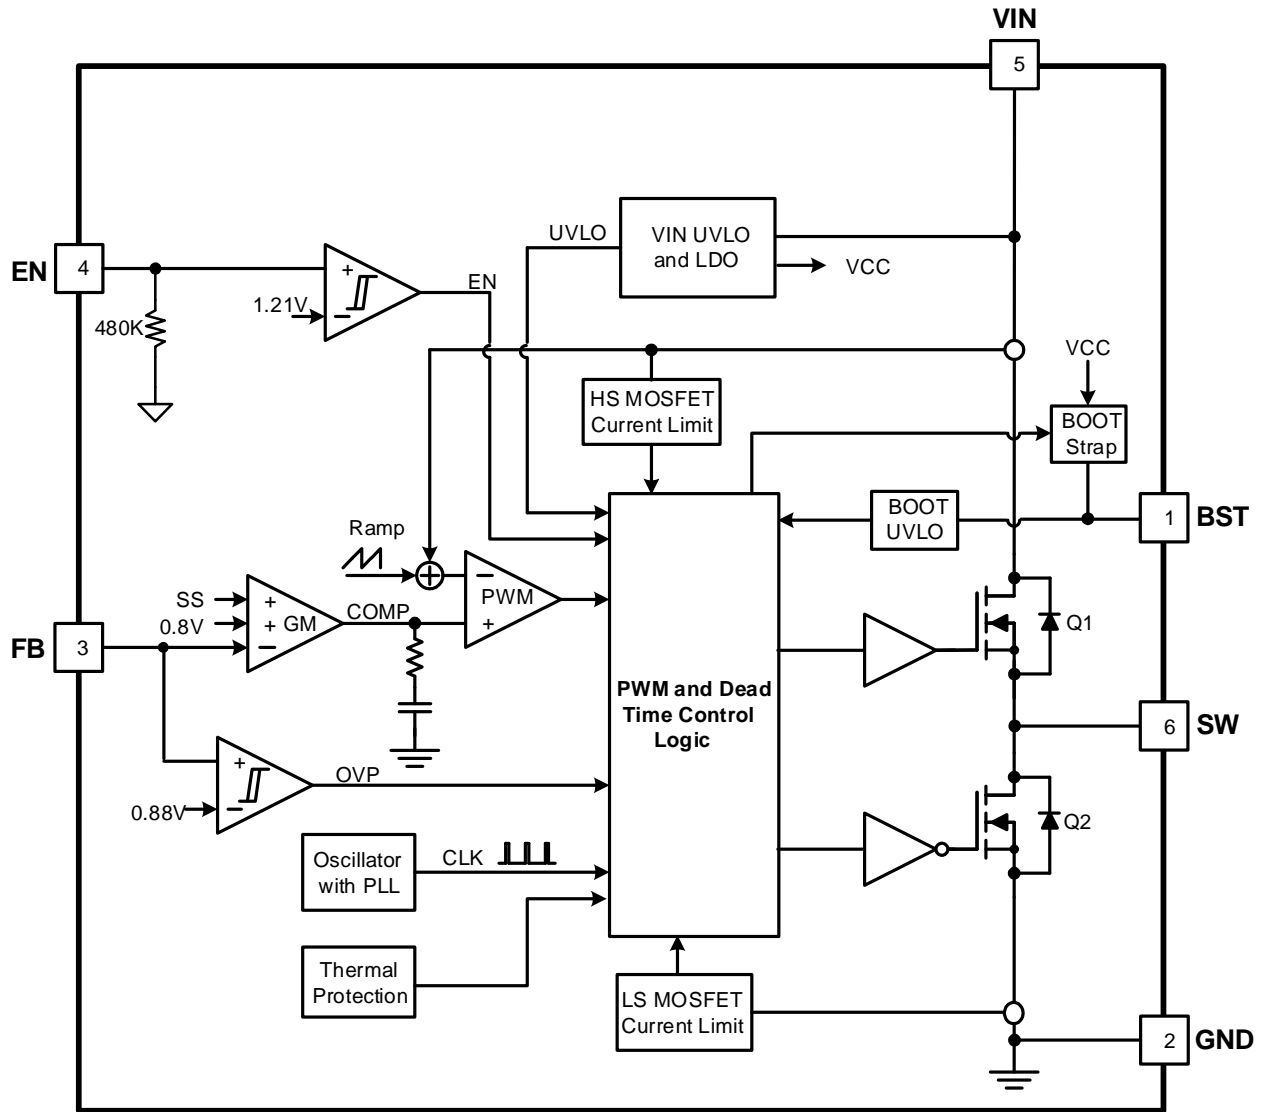 VIN
5
UVLO
VIN UVLO
and LDO
VCC
EN
4
+
−
1.21V
EN
480K
HS MOSFET
Current Limit
VCC
BOOT
Strap
BOOT
UVLO
1
BST
Ramp
+
−
PWM
+
SS
0.8V
+
+
−
GM
COMP
FB
3
Q1
PWM and Dead
Time Control
Logic
6
SW
+
−
0.88V
OVP
Q2
Oscillator
with PLL
CLK
Thermal
Protection
LS MOSFET
Current Limit
2
GND